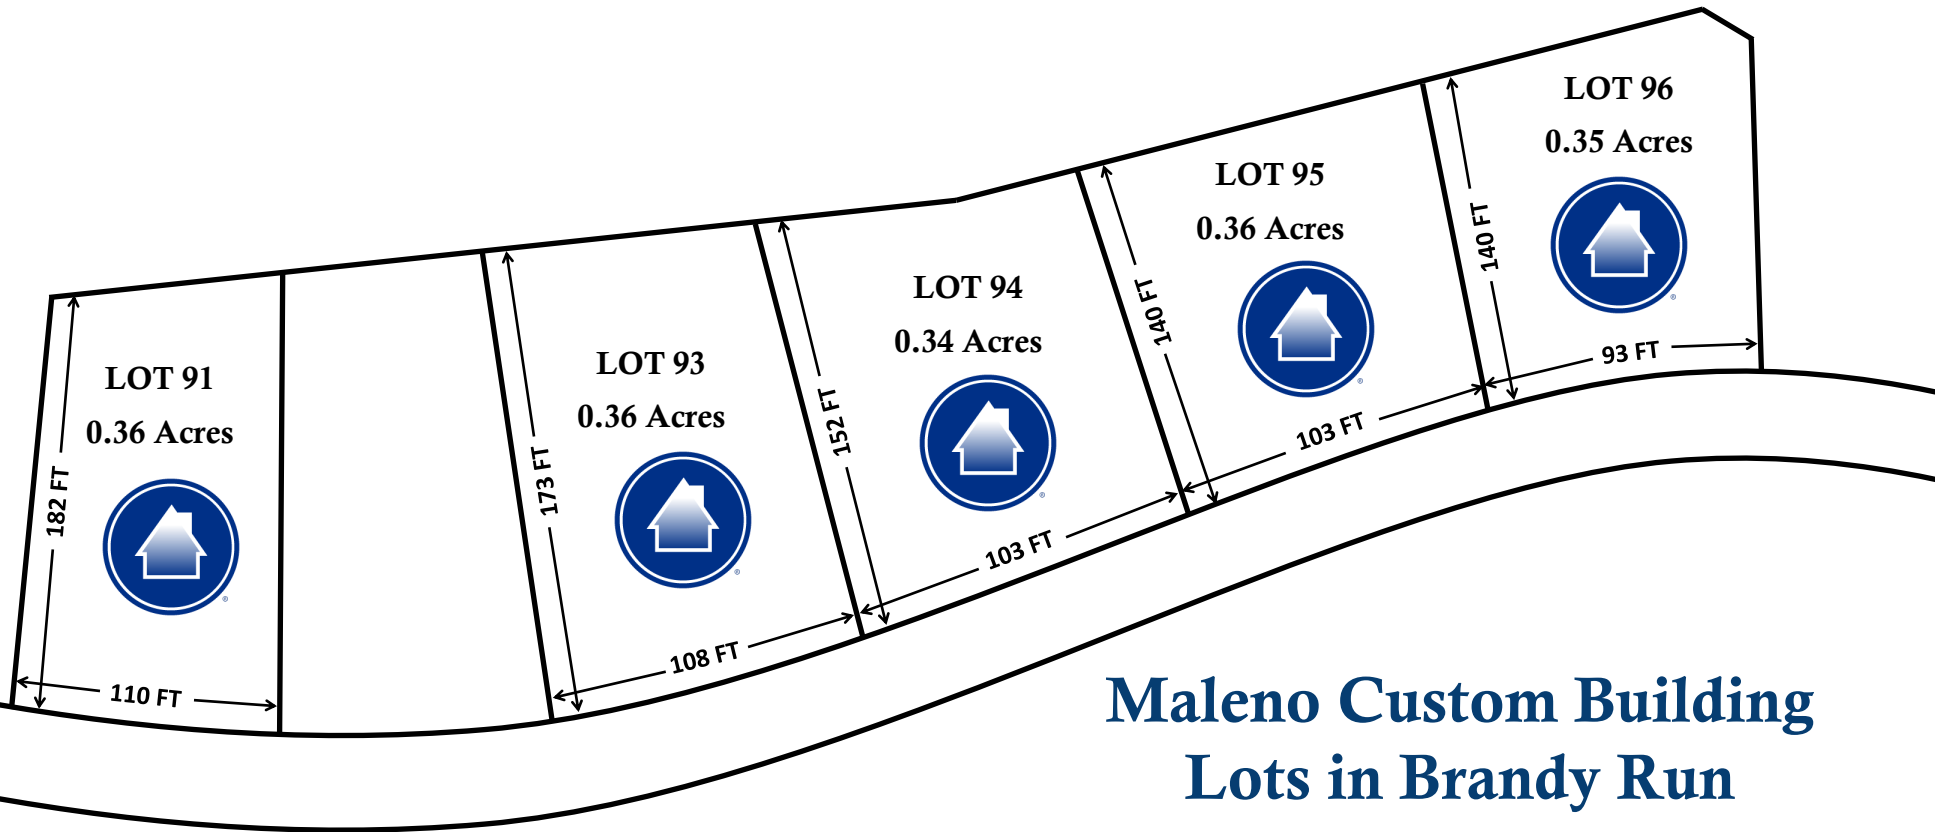 LOT 91
0.36 Acres
182 FT
110 FT
LOT 93
0.36 Acres
173 FT
108 FT
LOT 94
0.34 Acres
152 FT
103 FT
LOT 95
0.36 Acres
140 FT
103 FT
LOT 96
0.35 Acres
140 FT
93 FT
®
®
®
®
®
Maleno Custom Building
Lots in Brandy Run